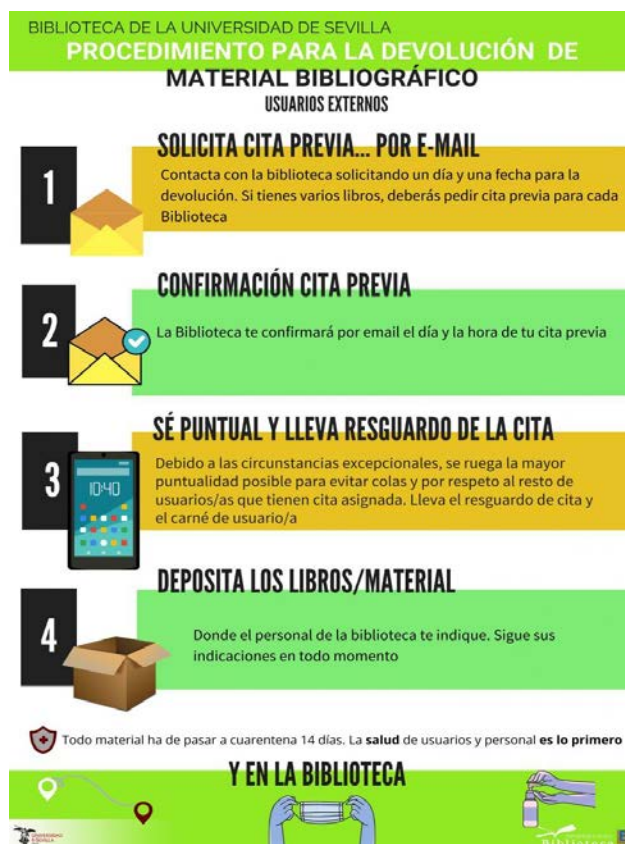 BIBLIOTECA DE LA UNIVERSIDAD DE SEVILLA
PROCEDIMIENTO PARA LA DEVOLUCIÓN DE
MATERIAL BIBLIOGRÁFICO
USUARIOS EXTERNOS
1
SOLICITA CITA PREVIA... POR E-MAIL
Contacta con la biblioteca solicitando un día y una fecha para la
devolución. Si tienes varios libros, deberás pedir cita previa para cada
Biblioteca
2
CONFIRMACIÓN CITA PREVIA
La Biblioteca te confirmará por email el día y la hora de tu cita previa
3
10:40
SÉ PUNTUAL Y LLEVA RESGUARDO DE LA CITA
Debido a las circunstancias excepcionales, se ruega la mayor
puntualidad posible para evitar colas y por respeto al resto de
usuarios/as que tienen cita asignada. Lleva el resguardo de cita y
el carné de usuario/a
4
DEPOSITA LOS LIBROS/MATERIAL
Donde el personal de la biblioteca te indique. Sigue sus
indicaciones en todo momento
Todo material ha de pasar a cuarentena 14 días. La salud de usuarios y personal es lo primero
Y EN LA BIBLIOTECA
UNIVERSIDAD
Biblioteca